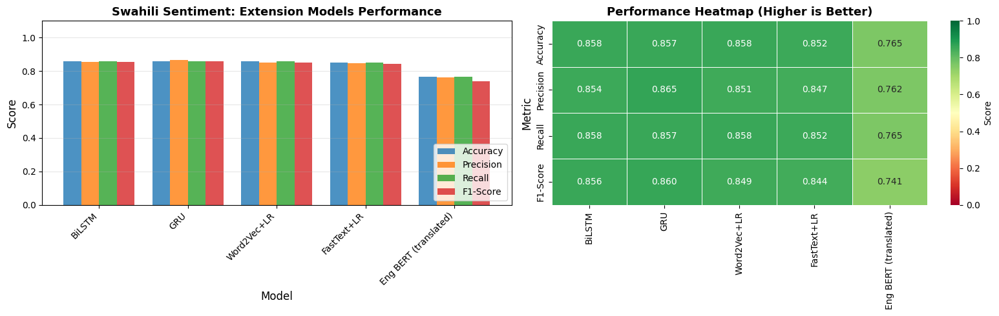 Swahili Sentiment: Extension Models Performance
Score
1.0
0.8
0.6
0.4
0.2
0.0
Accuracy
Precision
Recall
F1-Score
BiLSTM
GRU
Word2Vec+LR
FastText+LR
Eng BERT (translated)
Model
Performance Heatmap (Higher is Better)
Metric
Accuracy 0.858 0.857 0.858 0.852 0.765
Precision 0.854 0.865 0.851 0.847 0.762
Recall 0.858 0.857 0.858 0.852 0.765
F1-Score 0.856 0.860 0.849 0.844 0.741
BiLSTM
GRU
Word2Vec+LR
FastText+LR
Eng BERT (translated)
1.0
0.8
0.6
0.4
0.2
0.0
Score